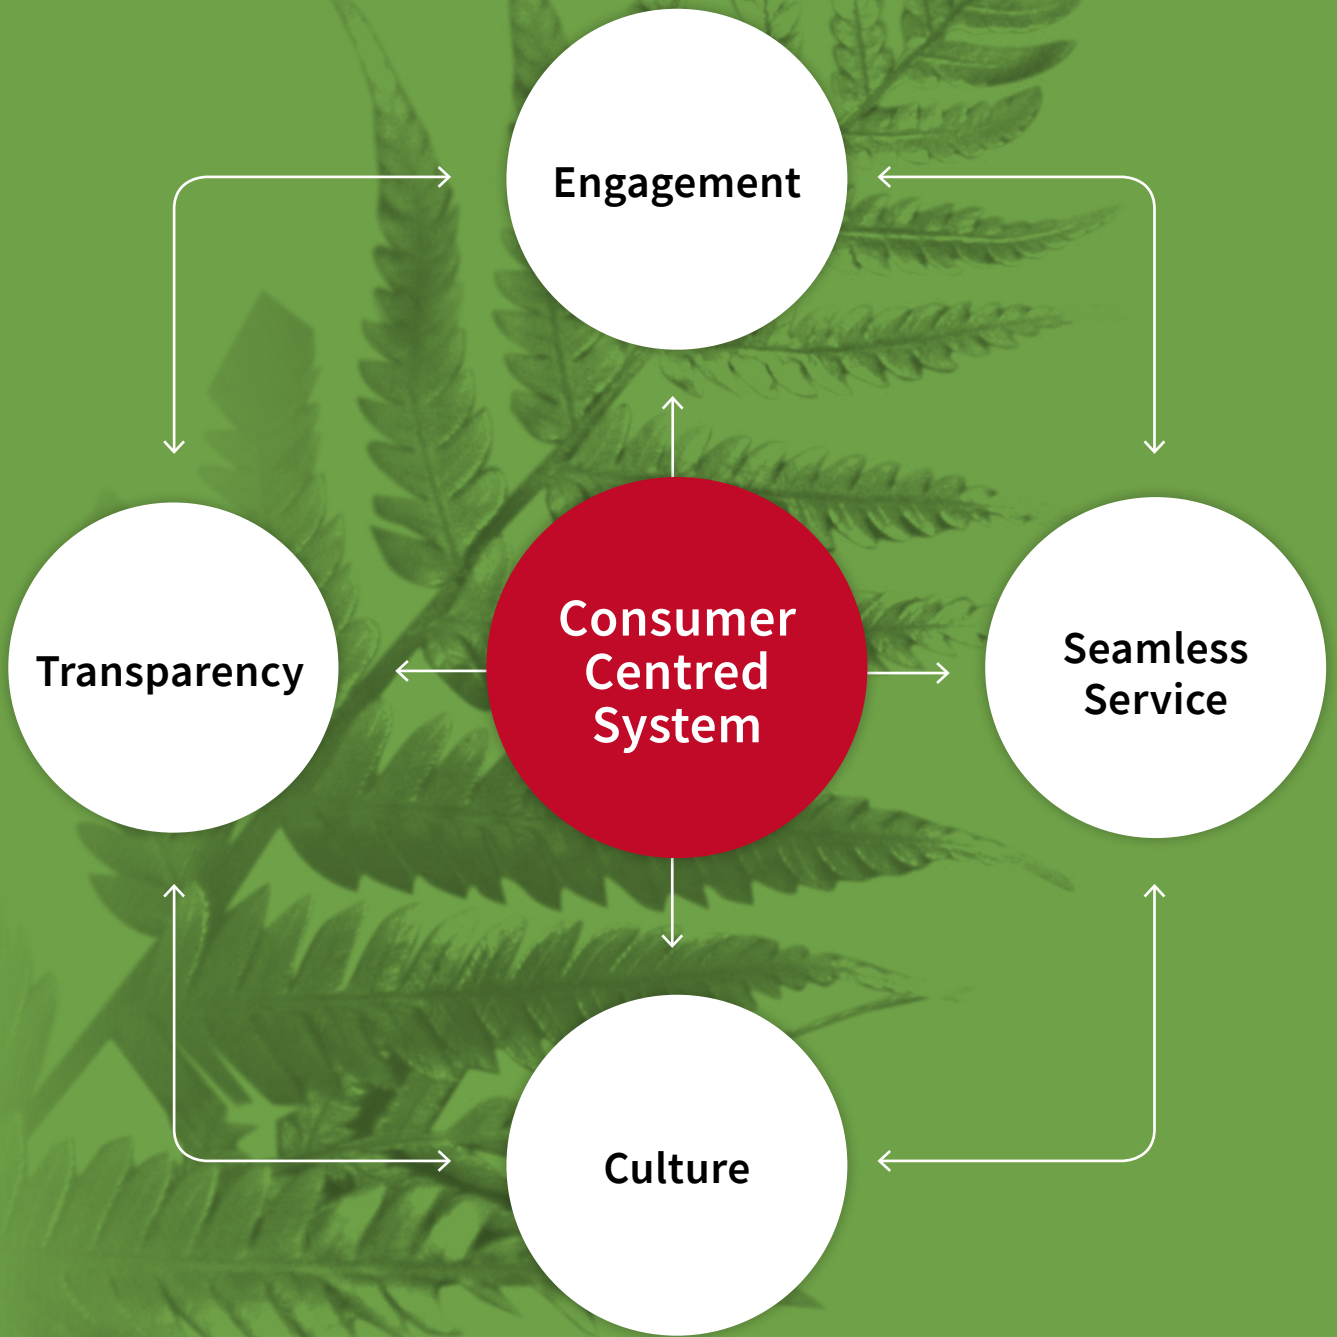 Engagement
Transparency
Consumer
Centred
System
Seamless
Service
Culture